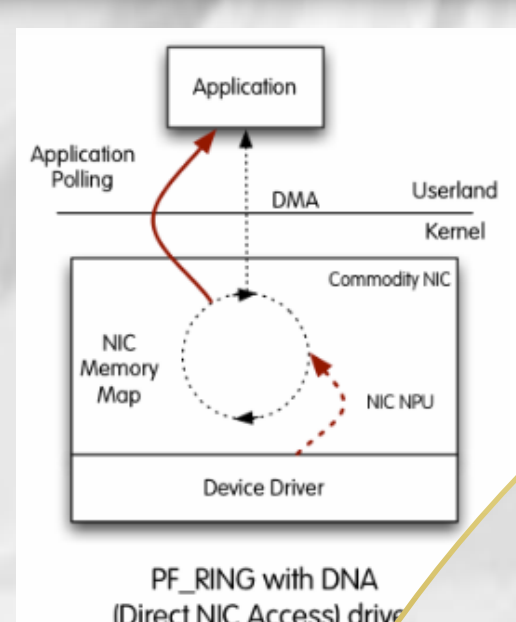 Application
Application
Polling
DMA
Userland
Kernel
Commodity NIC
NIC
Memory
Map
NIC NPU
Device Driver
PF_RING with DNA
(Direct NIC Access)